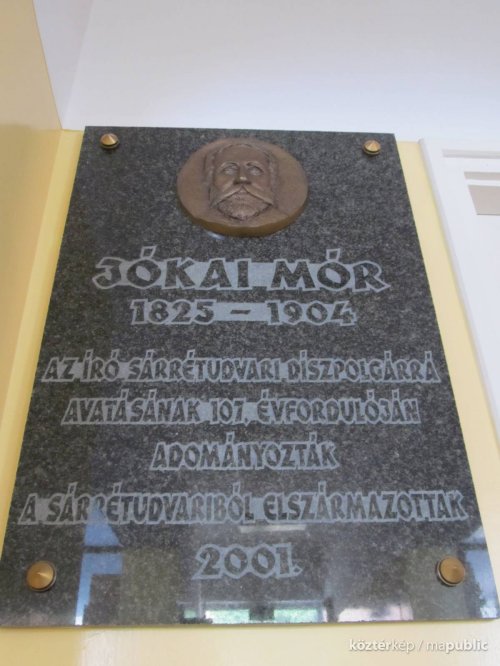 JÓKAI MÓR
1825 – 1904
AZ ÍRÓ SÁRRÉTUDVARI DÍSZPOLGÁRRÁ
AVATÁSÁNAK 107. ÉVFORDULÓJÁN
ADOMÁNYOZTÁK
A SÁRRÉTUDVARIBÓL ELSZÁRMAZOTTAK
2001.
köztérkép / mapublic